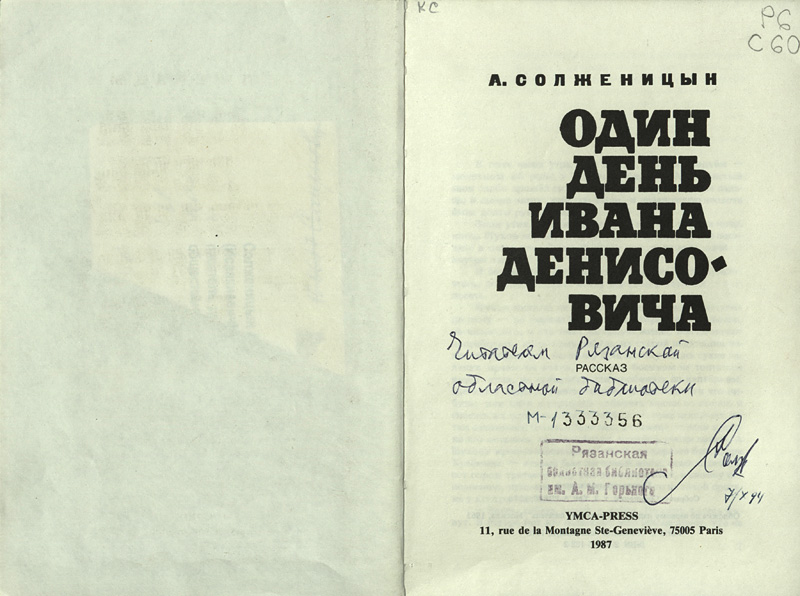 КС
Р6
С60
А. СОЛЖЕНИЦЫН
ОДИН
ДЕНЬ
ИВАНА
ДЕНИСО-
ВИЧА
Читателям Рязанской
РАССКАЗ
областной библиотеки
М-1333356
Рязанская
областная библиотека
им. А. М. Горького
YMCA-PRESS
11, rue de la Montagne Ste-Geneviève, 75005 Paris
1987